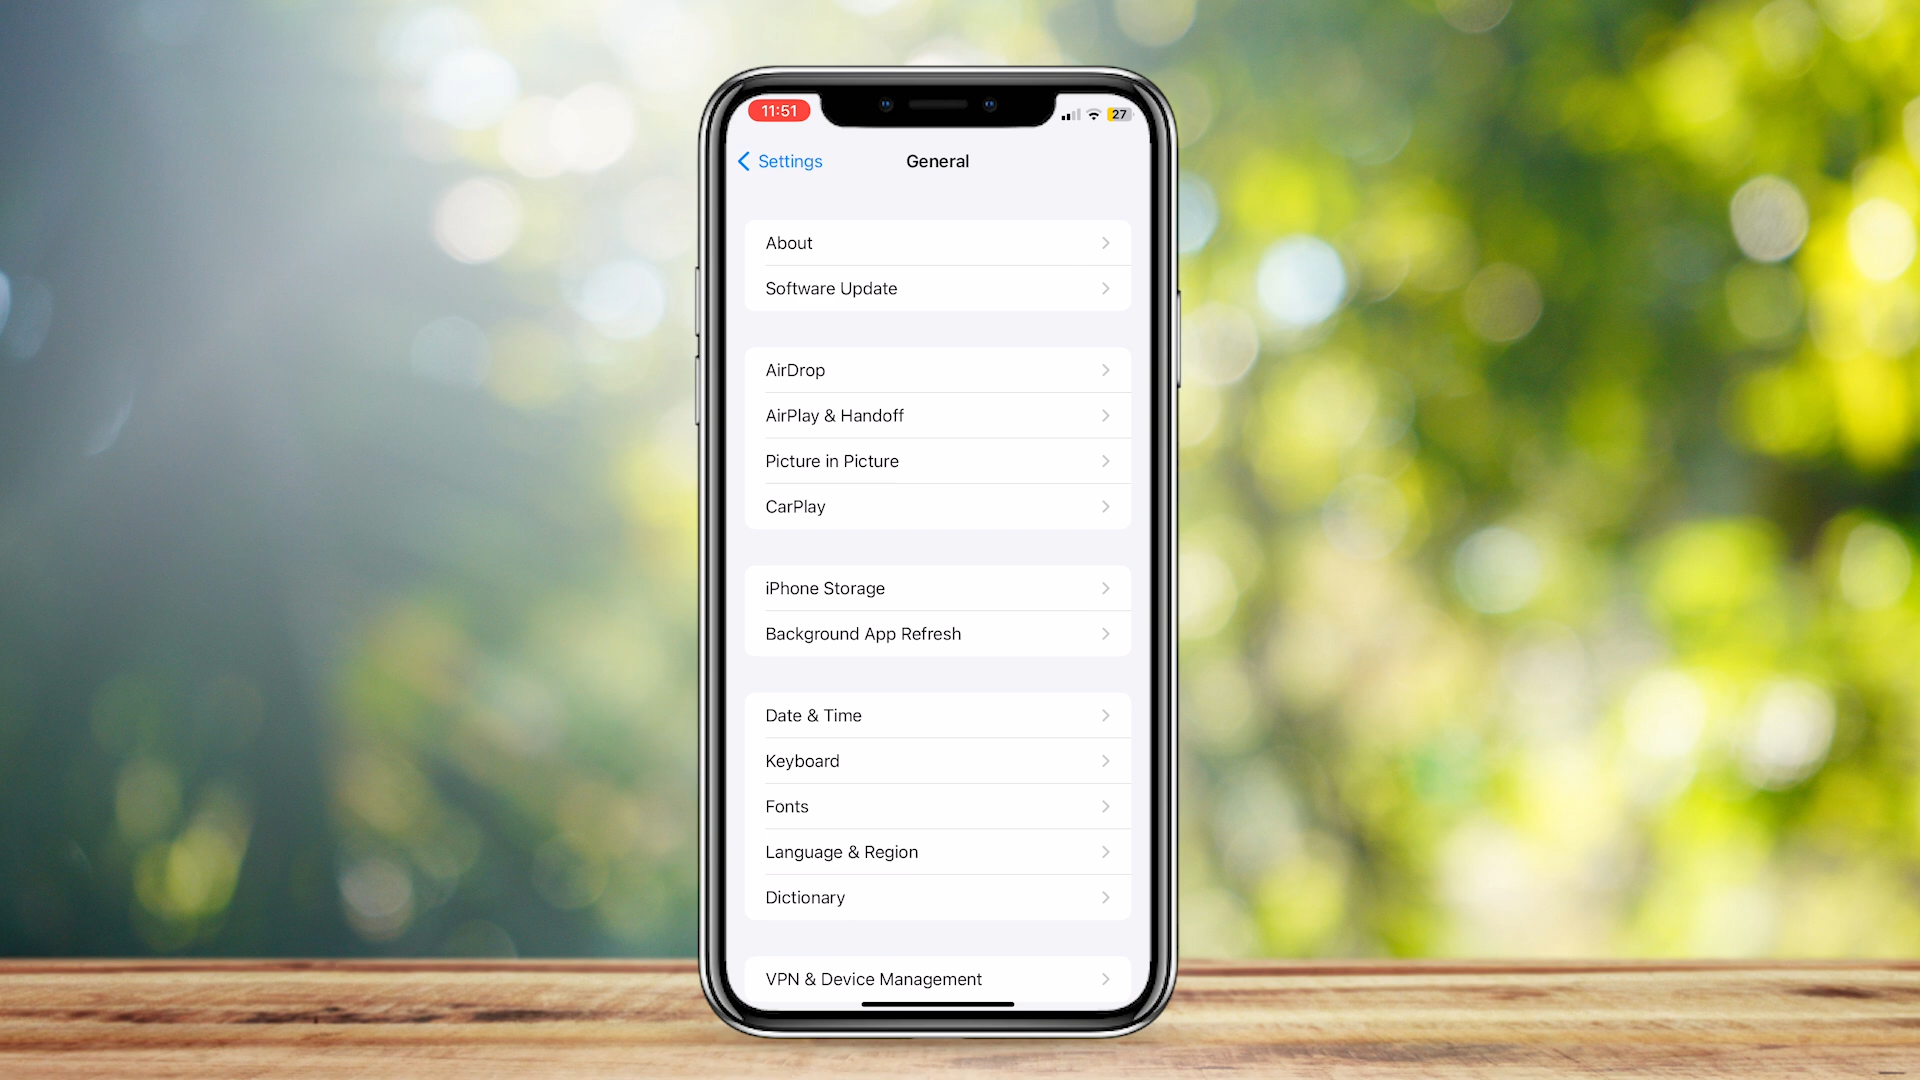 11:51
27
Settings
General
About
Software Update
AirDrop
AirPlay & Handoff
Picture in Picture
CarPlay
iPhone Storage
Background App Refresh
Date & Time
Keyboard
Fonts
Language & Region
Dictionary
VPN & Device Management